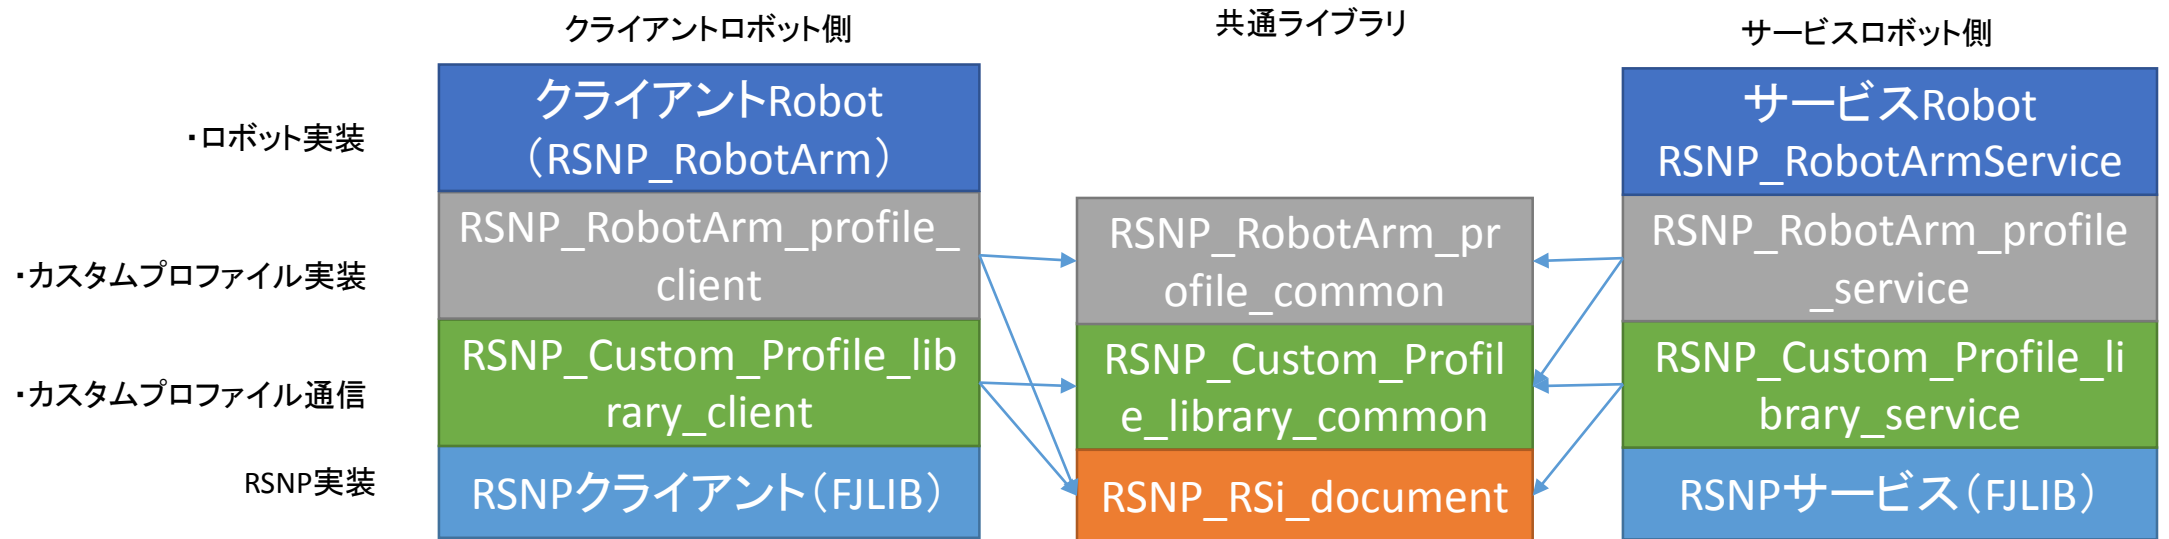 クライアントロボット側
共通ライブラリ
サービスロボット側
・ロボット実装
クライアントRobot
（RSNP_RobotArm）
サービスRobot
RSNP_RobotArmService
・カスタムプロファイル実装
RSNP_RobotArm_profile_
client
RSNP_RobotArm_pr
ofile_common
RSNP_RobotArm_profile
_service
・カスタムプロファイル通信
RSNP_Custom_Profile_lib
rary_client
RSNP_Custom_Profil
e_library_common
RSNP_Custom_Profile_li
brary_service
RSNP実装
RSNPクライアント（FJLIB）
RSNP_RSi_document
RSNPサービス（FJLIB）